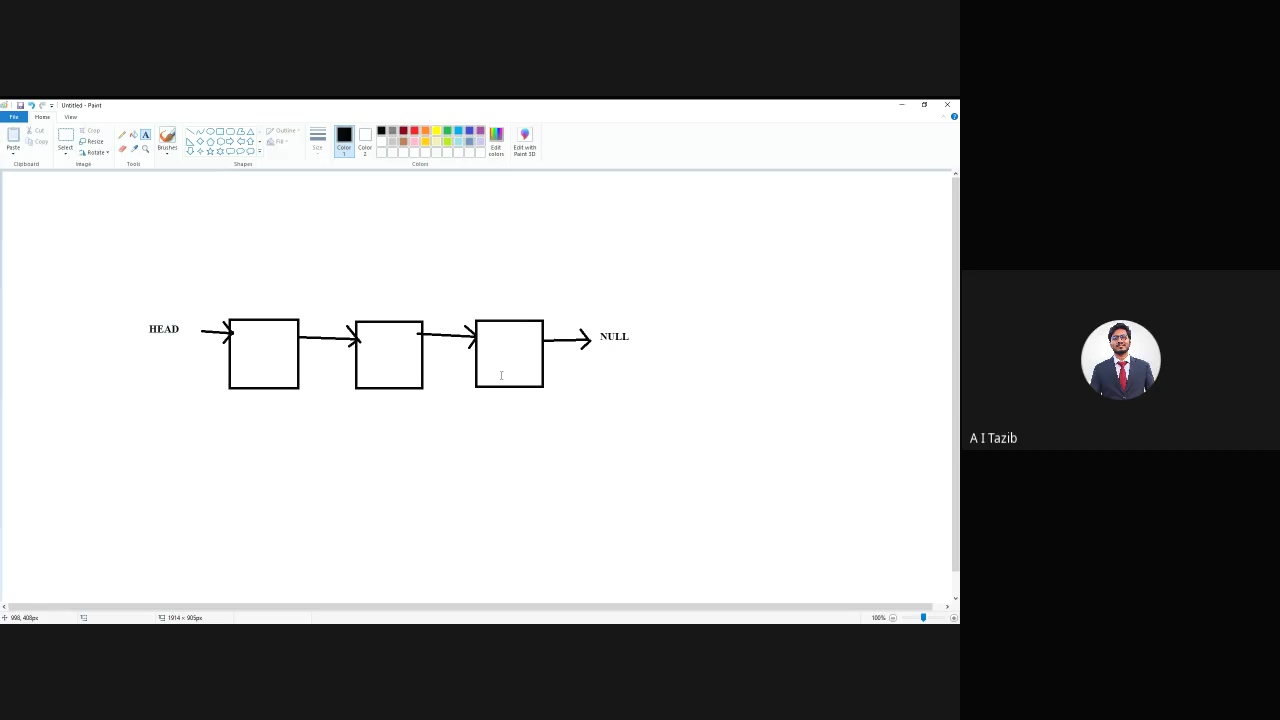 Untitled - Paint
File Home View
Paste
Cut
Copy
Clipboard
Select
Crop
Resize
Rotate
Image
A
Tools
Brushes
Shapes
Outline
Fill
Size
Color 1
Color 2
Colors
Edit colors
Edit with Paint 3D
HEAD
NULL
A I Tazib
998, 408px
1914 × 905px
100%